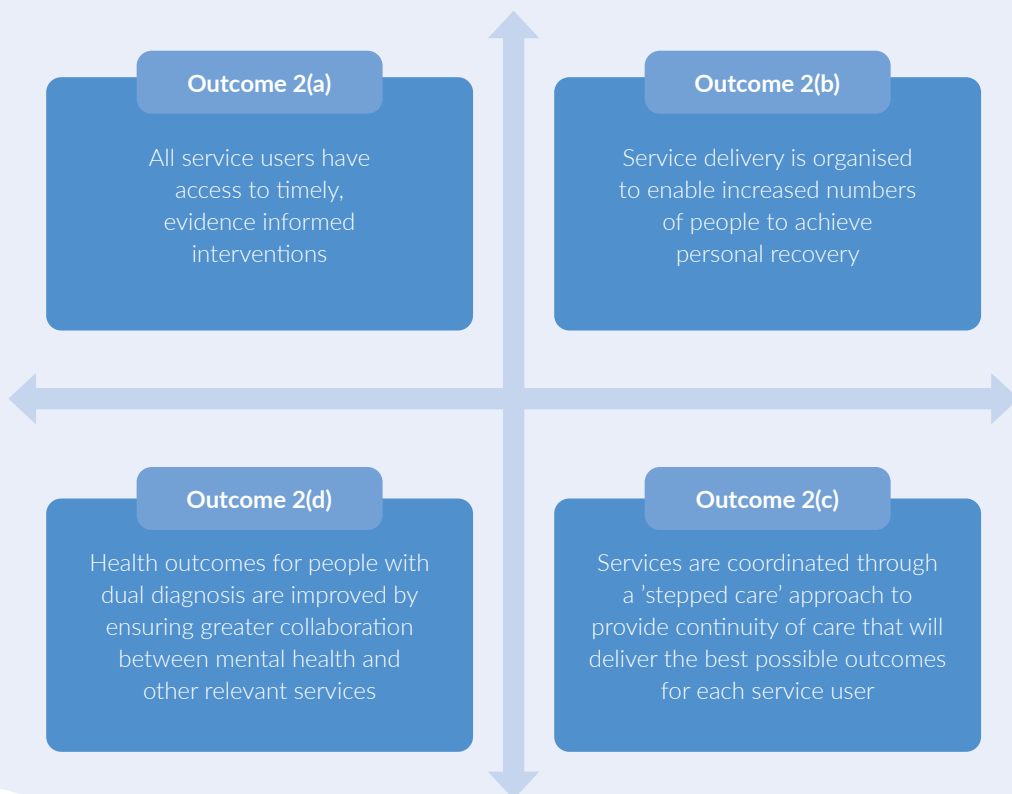 Outcome 2(a)
All service users have
access to timely,
evidence informed
interventions
Outcome 2(b)
Service delivery is organised
to enable increased numbers
of people to achieve
personal recovery
Outcome 2(d)
Health outcomes for people with
dual diagnosis are improved by
ensuring greater collaboration
between mental health and
other relevant services
Outcome 2(c)
Services are coordinated through
a 'stepped care' approach to
provide continuity of care that will
deliver the best possible outcomes
for each service user